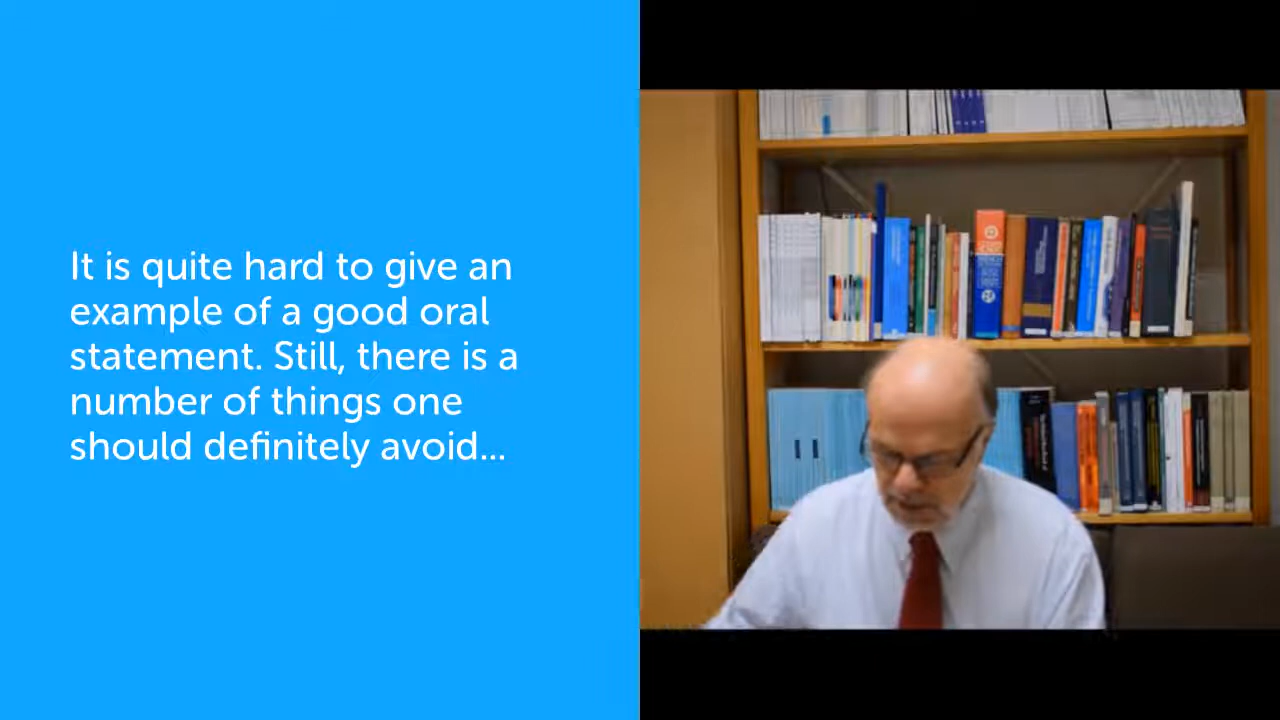 It is quite hard to give an
example of a good oral
statement. Still, there is a
number of things one
should definitely avoid...